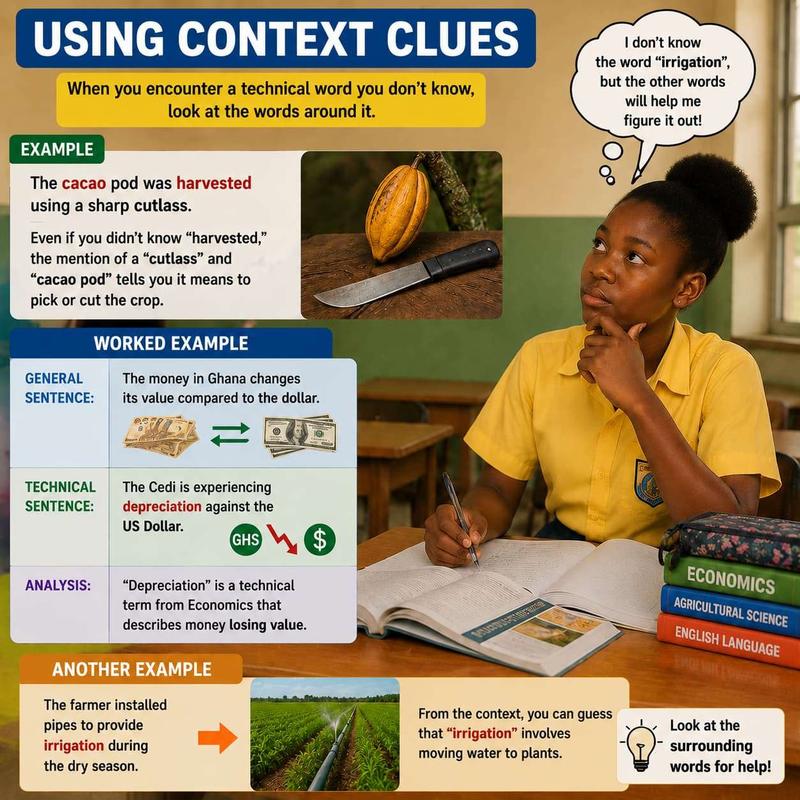 USING CONTEXT CLUES
When you encounter a technical word you don't know,
look at the words around it.
I don't know
the word "irrigation",
but the other words
will help me
figure it out!
EXAMPLE
The cacao pod was harvested
using a sharp cutlass.
Even if you didn't know "harvested,"
the mention of a "cutlass" and
"cacao pod" tells you it means to
pick or cut the crop.
WORKED EXAMPLE
GENERAL
SENTENCE:
The money in Ghana changes
its value compared to the dollar.
TECHNICAL
SENTENCE:
The Cedi is experiencing
depreciation against the
US Dollar.
GHS
$
ANALYSIS:
"Depreciation" is a technical
term from Economics that
describes money losing value.
ECONOMICS
AGRICULTURAL SCIENCE
ENGLISH LANGUAGE
ANOTHER EXAMPLE
The farmer installed
pipes to provide
irrigation during
the dry season.
From the context, you can guess
that "irrigation" involves
moving water to plants.
Look at the
surrounding
words for help!